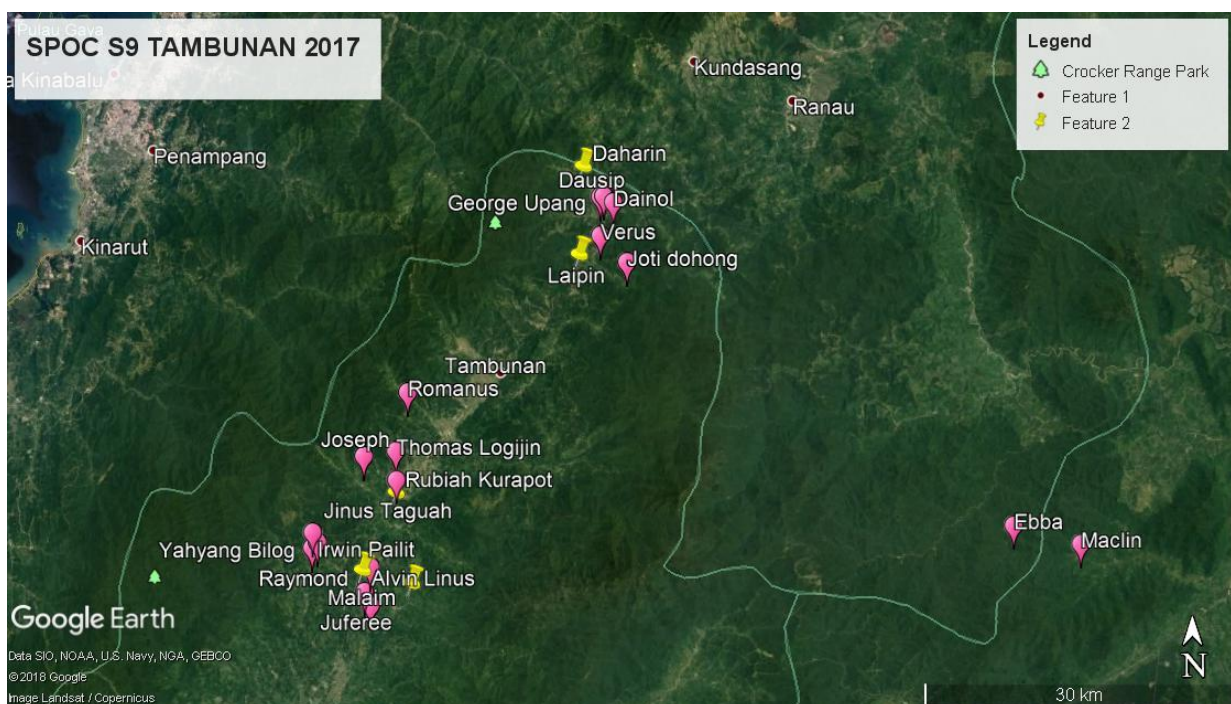 Pulau Gaya
SPOC S9 TAMBUNAN 2017
a Kinabalu
Legend
Crocker Range Park
Feature 1
Feature 2
Kundasang
Ranau
Penampang
Daharin
Dausip
George Upang
Dainol
Kinarut
Verus
Joti dohong
Laipin
Tambunan
Romanus
Joseph
Thomas Logijin
Rubiah Kurapot
Jinus Taguah
Yahyang Bilog
Irwin Pailit
Ebba
Maclin
Raymond
Alvin Linus
Malaim
Juferee
Google Earth
Data SIO, NOAA, U.S. Navy, NGA, GEBCO
© 2018 Google
Image Landsat / Copernicus
N
30 km